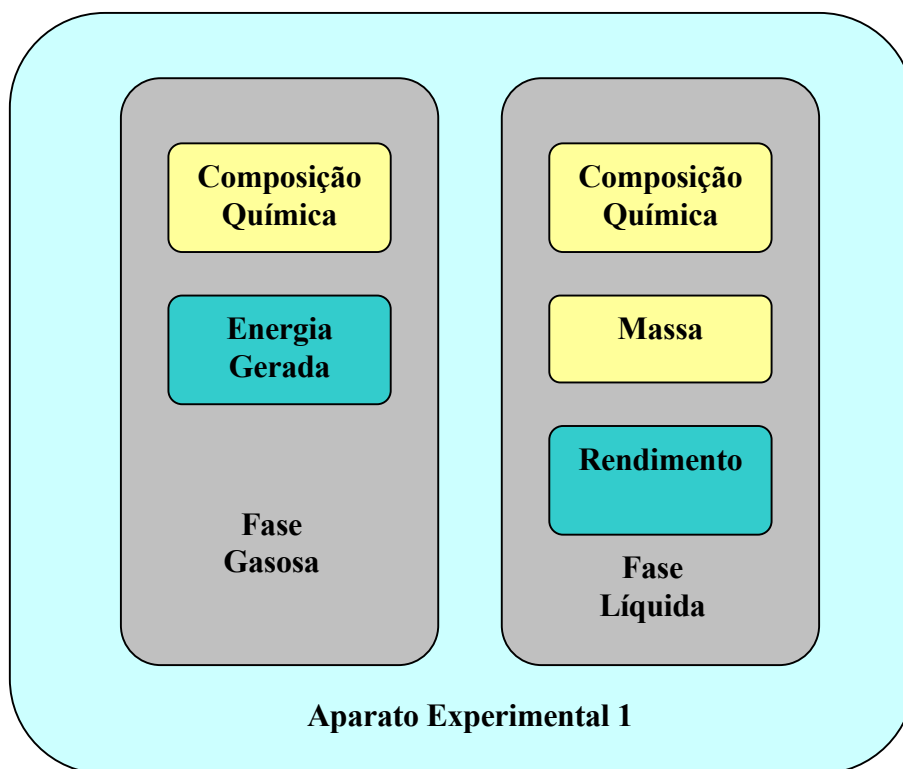 Composição
Química
Energia
Gerada
Fase
Gasosa
Composição
Química
Massa
Rendimento
Fase
Líquida
Aparato Experimental 1